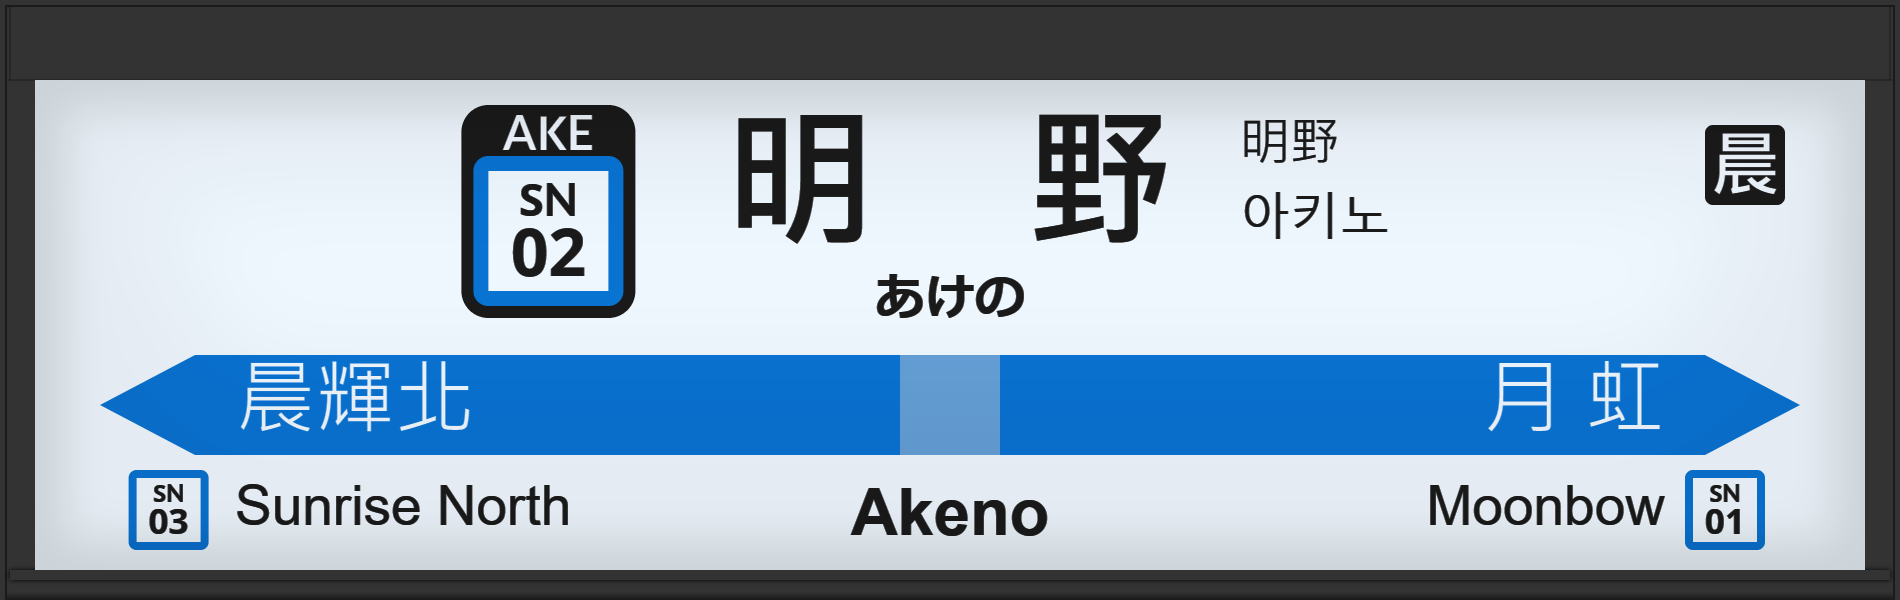 AKE
SN
02
明 野
明野
아키노
あけの
晨
晨輝北
月 虹
SN
03
Sunrise North
Akeno
Moonbow
SN
01